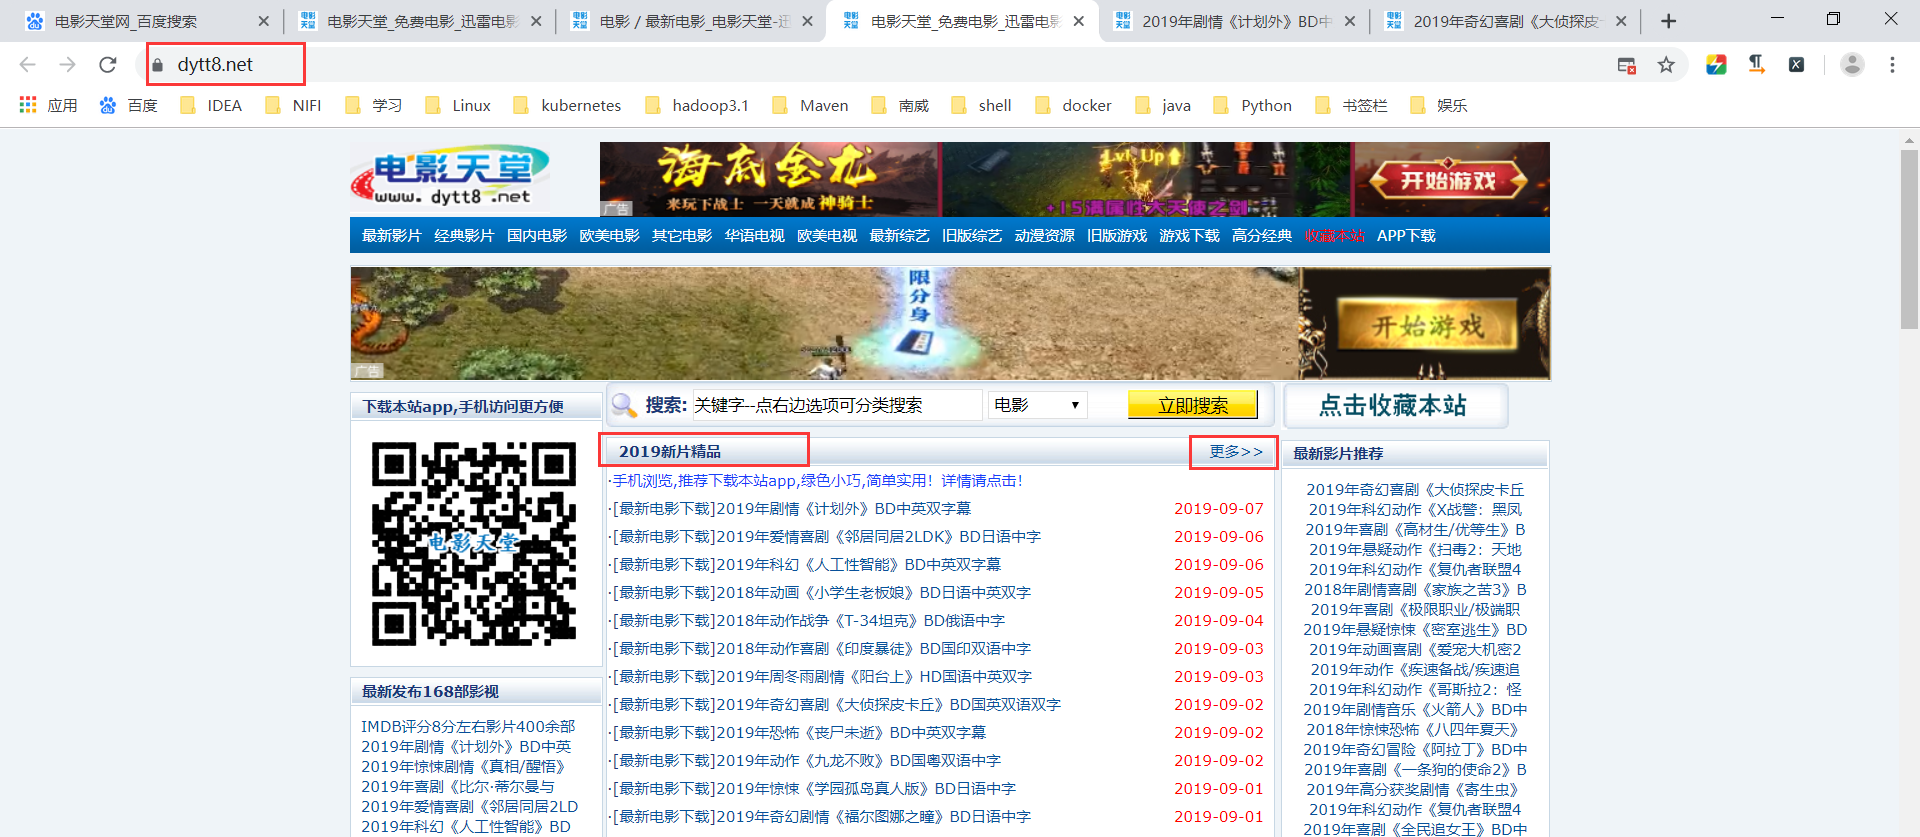 电影天堂网_百度搜索
电影天堂_免费电影_迅雷电影
电影 / 最新电影_电影天堂-迅
电影天堂_免费电影_迅雷电影
2019年剧情《计划外》BD中
2019年奇幻喜剧《大侦探皮
dytt8.net
应用 百度 IDEA NIFI 学习 Linux kubernetes hadoop3.1 Maven 南威 shell docker java Python 书签栏 娱乐
电影天堂
www.dytt8.net
海底金龙
来玩下战士 一天就成神骑士
广告
Lvl Up
+15满属性大天使之剑
开始游戏
最新影片 经典影片 国内电影 欧美电影 其它电影 华语电视 欧美电视 最新综艺 旧版综艺 动漫资源 旧版游戏 游戏下载 高分经典 收藏本站 APP下载
限分身
广告
开始游戏
下载本站app,手机访问更方便
电影天堂
搜索: 关键字--点右边选项可分类搜索 电影 立即搜索
点击收藏本站
2019新片精品 更多>>
·手机浏览,推荐下载本站app,绿色小巧,简单实用！详情请点击!
·[最新电影下载]2019年剧情《计划外》BD中英双字幕 2019-09-07
·[最新电影下载]2019年爱情喜剧《邻居同居2LDK》BD日语中字 2019-09-06
·[最新电影下载]2019年科幻《人工性智能》BD中英双字幕 2019-09-06
·[最新电影下载]2018年动画《小学生老板娘》BD日语中英双字 2019-09-05
·[最新电影下载]2018年动作战争《T-34坦克》BD俄语中字 2019-09-04
·[最新电影下载]2018年动作喜剧《印度暴徒》BD国印双语中字 2019-09-03
·[最新电影下载]2019年周冬雨剧情《阳台上》HD国语中英双字 2019-09-03
·[最新电影下载]2019年奇幻喜剧《大侦探皮卡丘》BD国英双语双字 2019-09-02
·[最新电影下载]2019年恐怖《丧尸未逝》BD中英双字幕 2019-09-02
·[最新电影下载]2019年动作《九龙不败》BD国粤双语中字 2019-09-02
·[最新电影下载]2019年惊悚《学园孤岛真人版》BD日语中字 2019-09-01
·[最新电影下载]2019年奇幻剧情《福尔图娜之瞳》BD日语中字 2019-09-01
最新发布168部影视
IMDB评分8分左右影片400余部
2019年剧情《计划外》BD中英
2019年惊悚剧情《真相/醒悟》
2019年喜剧《比尔·蒂尔曼与
2019年爱情喜剧《邻居同居2LD
2019年科幻《人工性智能》BD
最新影片推荐
2019年奇幻喜剧《大侦探皮卡丘
2019年科幻动作《X战警：黑凤
2019年喜剧《高材生/优等生》B
2019年悬疑动作《扫毒2：天地
2019年科幻动作《复仇者联盟4
2018年剧情喜剧《家族之苦3》B
2019年喜剧《极限职业/极端职
2019年悬疑惊悚《密室逃生》BD
2019年动画喜剧《爱宠大机密2
2019年动作《疾速备战/疾速追
2019年科幻动作《哥斯拉2：怪
2019年剧情音乐《火箭人》BD中
2018年惊悚恐怖《八四年夏天》
2019年奇幻冒险《阿拉丁》BD中
2019年喜剧《一条狗的使命2》B
2019年高分获奖剧情《寄生虫》
2019年科幻动作《复仇者联盟4
2019年喜剧《全民追女王》BD中